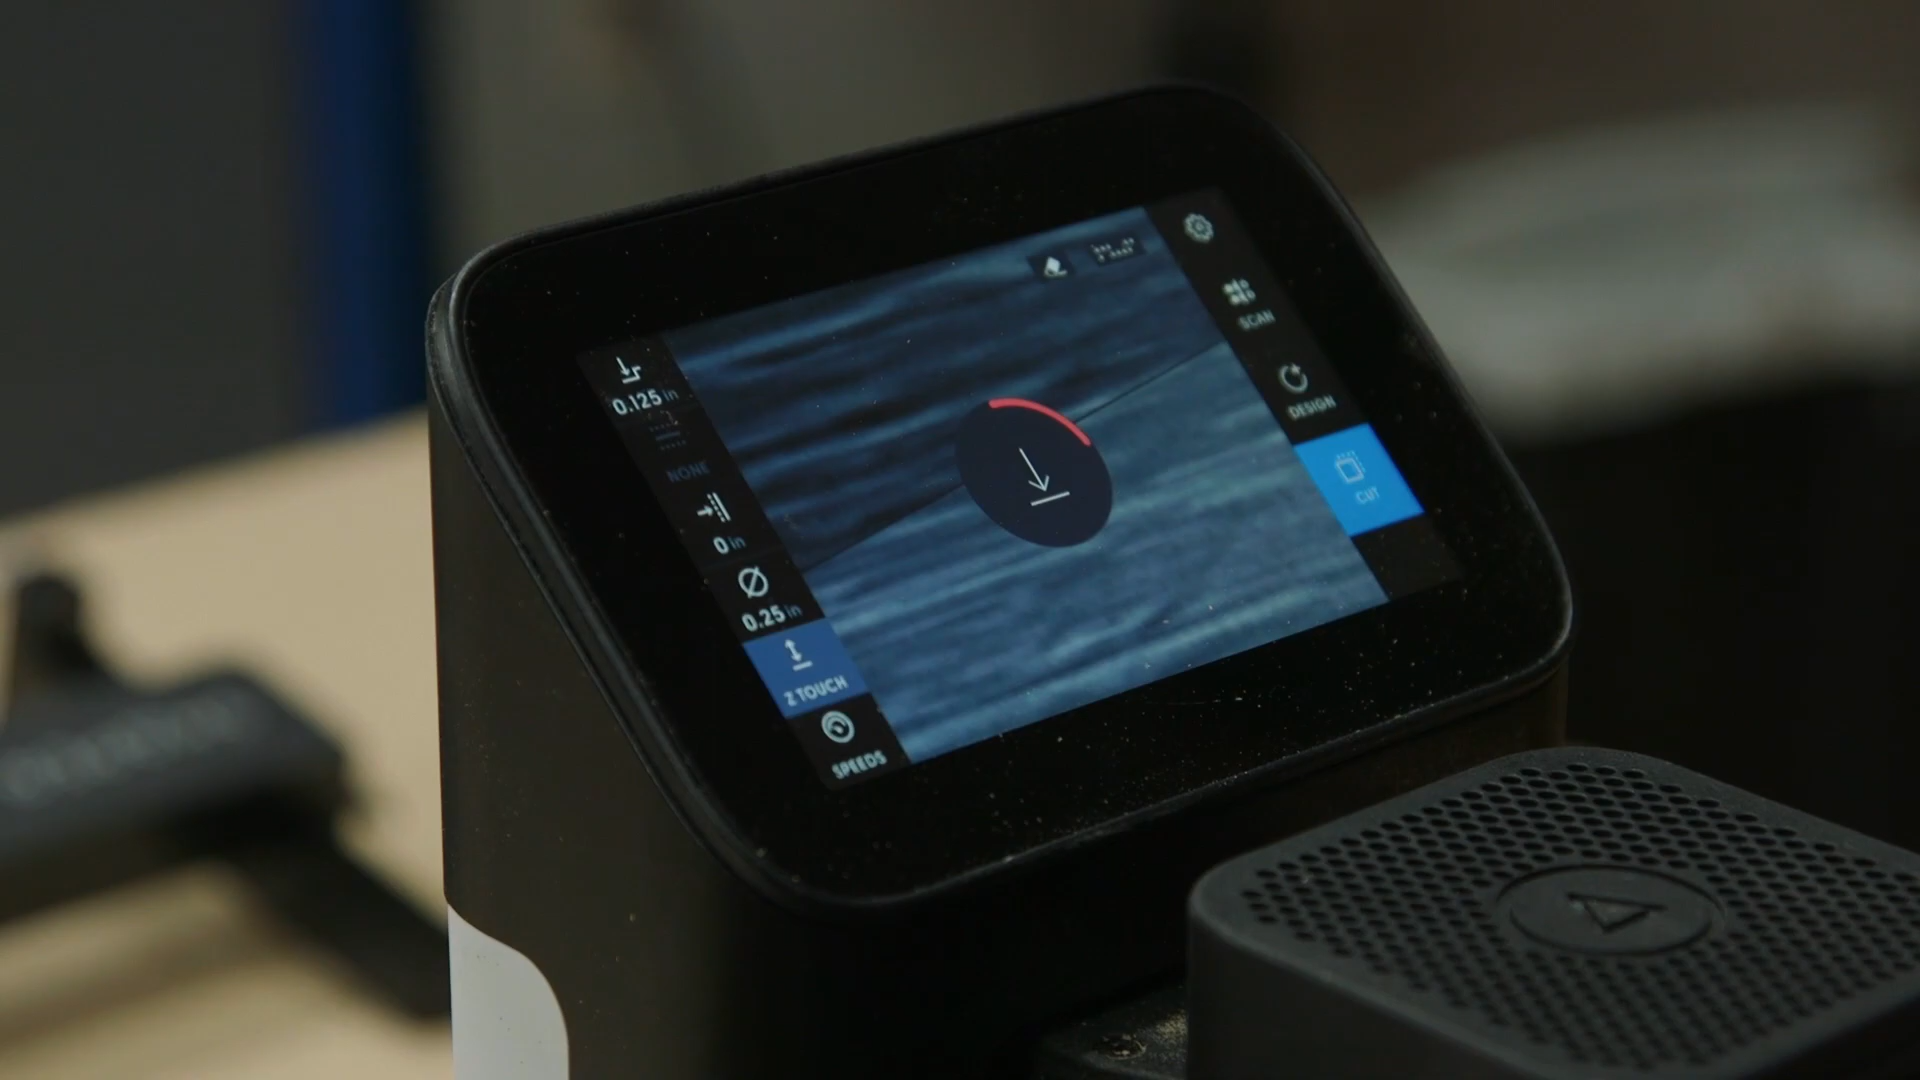 0.125 in
NONE
0 in
0.25 in
Z TOUCH
SPEEDS
SCAN
DESIGN
CUT